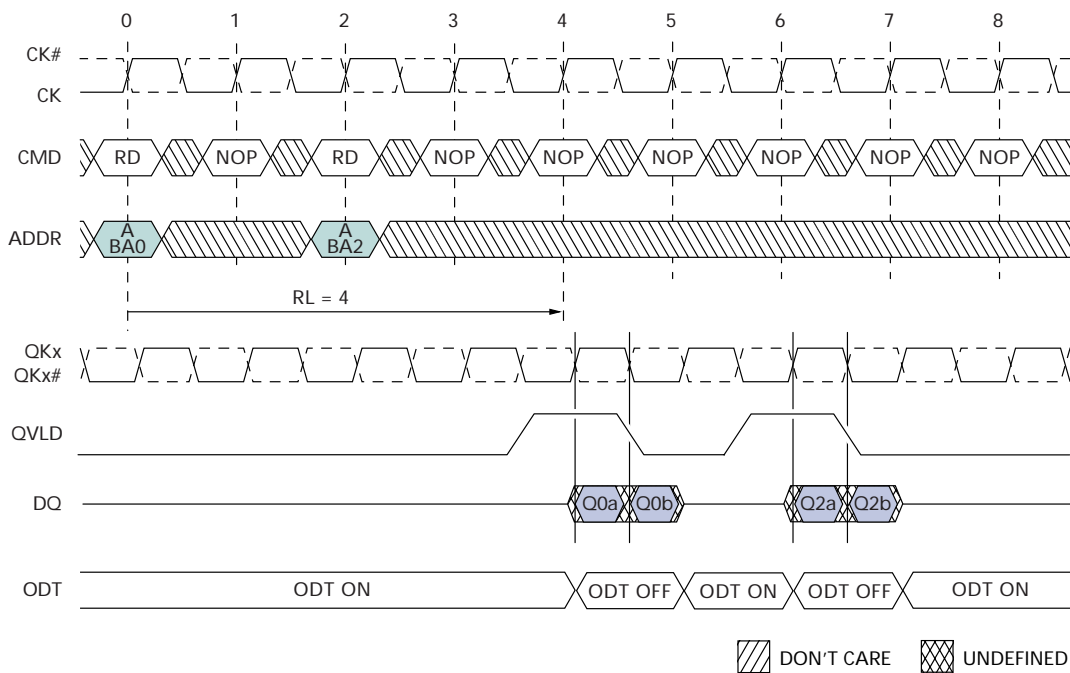 0 1 2 3 4 5 6 7 8
CK#
CK
CMD RD NOP RD NOP NOP NOP NOP NOP NOP
ADDR A BA0 A BA2
RL = 4
QKx
QKx#
QVLD
DQ Q0a Q0b Q2a Q2b
ODT ODT ON ODT OFF ODT ON ODT OFF ODT ON
DON'T CARE UNDEFINED